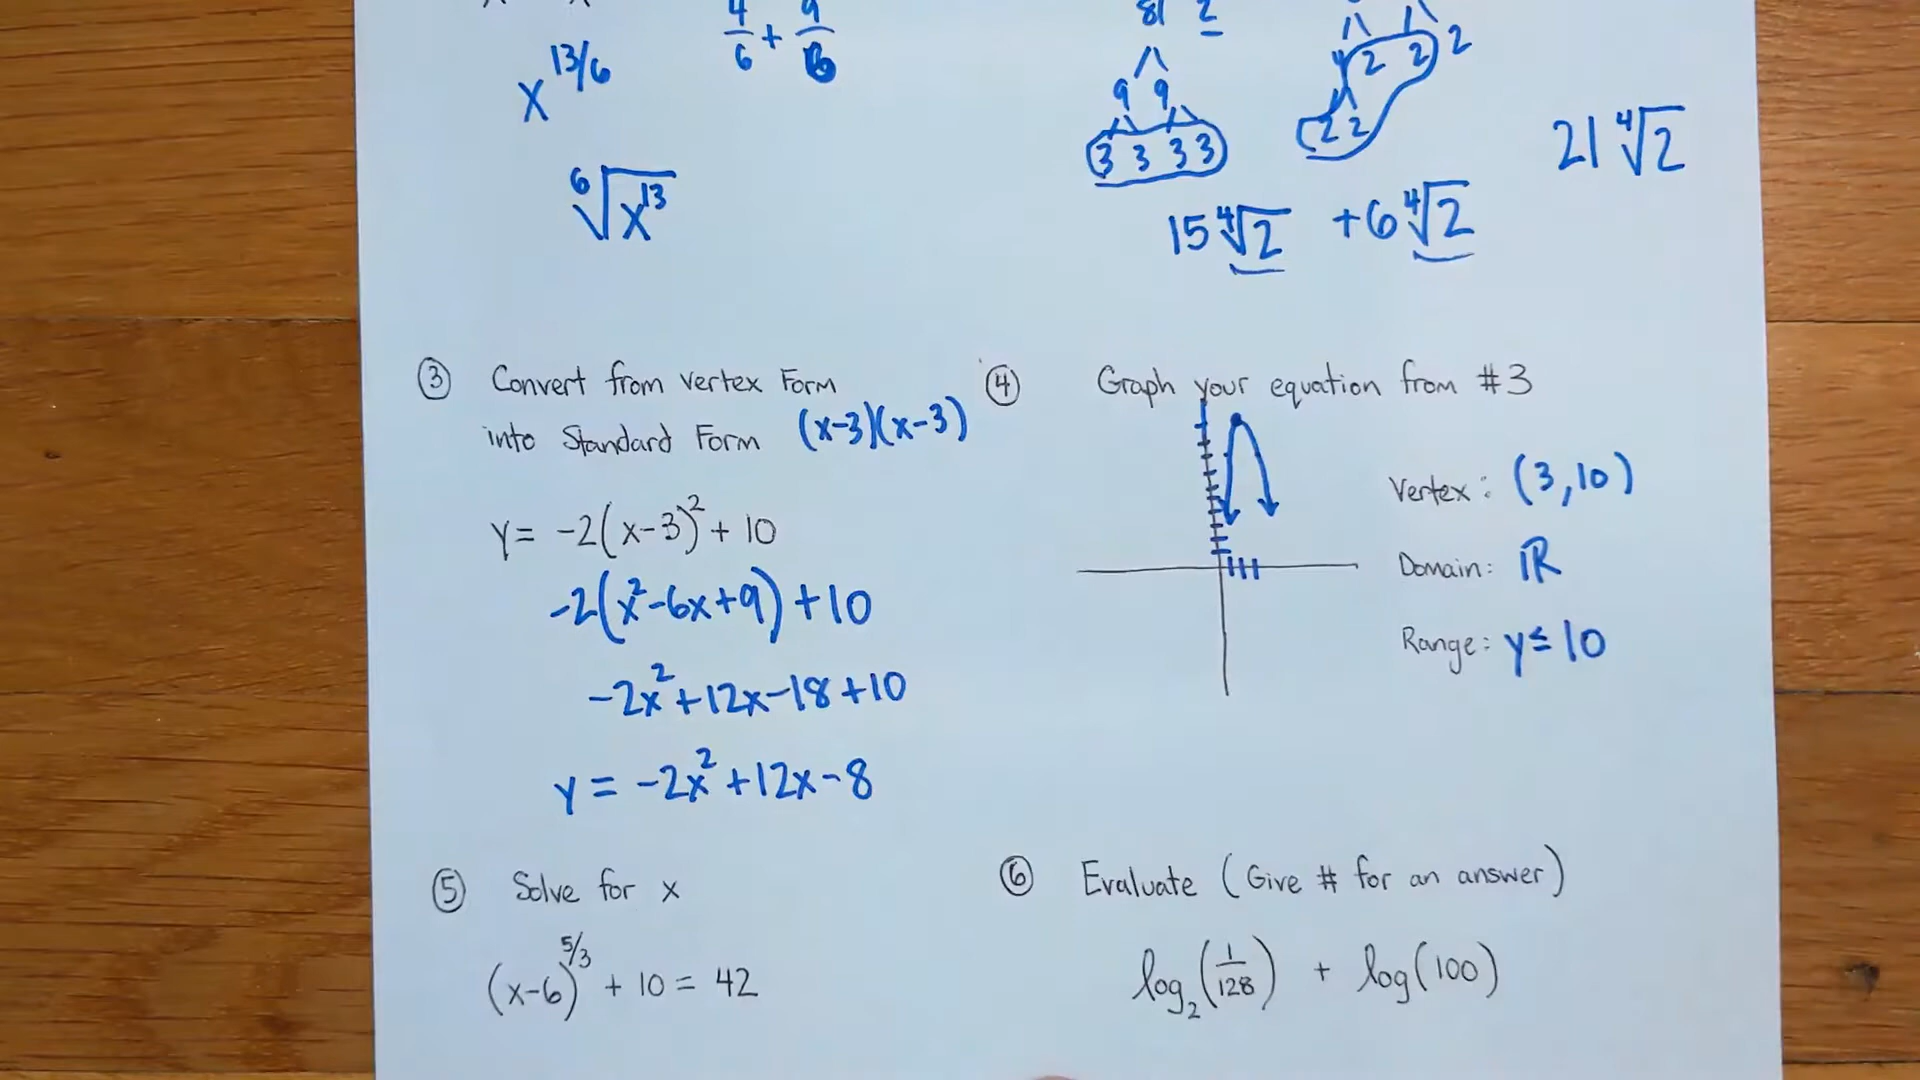 4/6 + 9/6
x^13/6
⁶√x^13
81 2
9 9
3 3 3 3
2 2 2
2 2
21 ⁴√2
15 ⁴√2 + 6 ⁴√2
③ Convert from Vertex Form
into Standard Form (x-3)(x-3)
y = -2(x-3)² + 10
-2(x²-6x+9) + 10
-2x²+12x-18+10
y = -2x²+12x-8
④ Graph your equation from #3
Vertex: (3,10)
Domain: ℝ
Range: y ≤ 10
⑤ Solve for x
(x-6)^5/3 + 10 = 42
⑥ Evaluate (Give # for an answer)
log₂(1/128) + log(100)